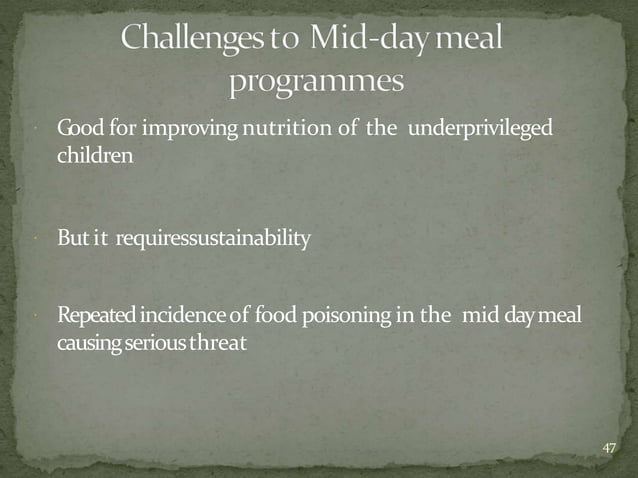 Challenges to Mid-day meal
programmes
· Good for improving nutrition of the underprivileged
children
· But it requiressustainability
· Repeated incidence of food poisoning in the mid day meal
causing serious threat
47